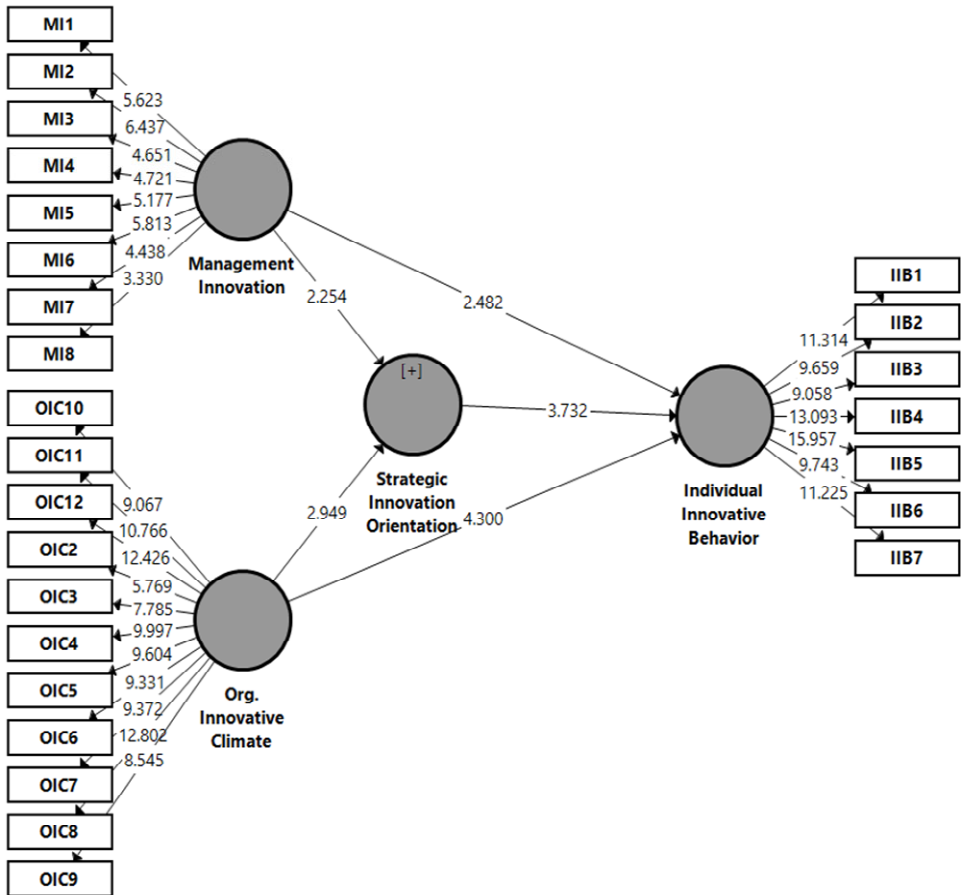 MI1
MI2
MI3
MI4
MI5
MI6
MI7
MI8
5.623
6.437
4.651
4.721
5.177
5.813
4.438
3.330
Management
Innovation
2.254
2.482
[+]
Strategic
Innovation
Orientation
3.732
2.949
4.300
OIC10
OIC11
OIC12
OIC2
OIC3
OIC4
OIC5
OIC6
OIC7
OIC8
OIC9
9.067
10.766
12.426
5.769
7.785
9.997
9.604
9.331
9.372
12.802
8.545
Org.
Innovative
Climate
Individual
Innovative
Behavior
11.314
9.659
9.058
13.093
15.957
9.743
11.225
IIB1
IIB2
IIB3
IIB4
IIB5
IIB6
IIB7